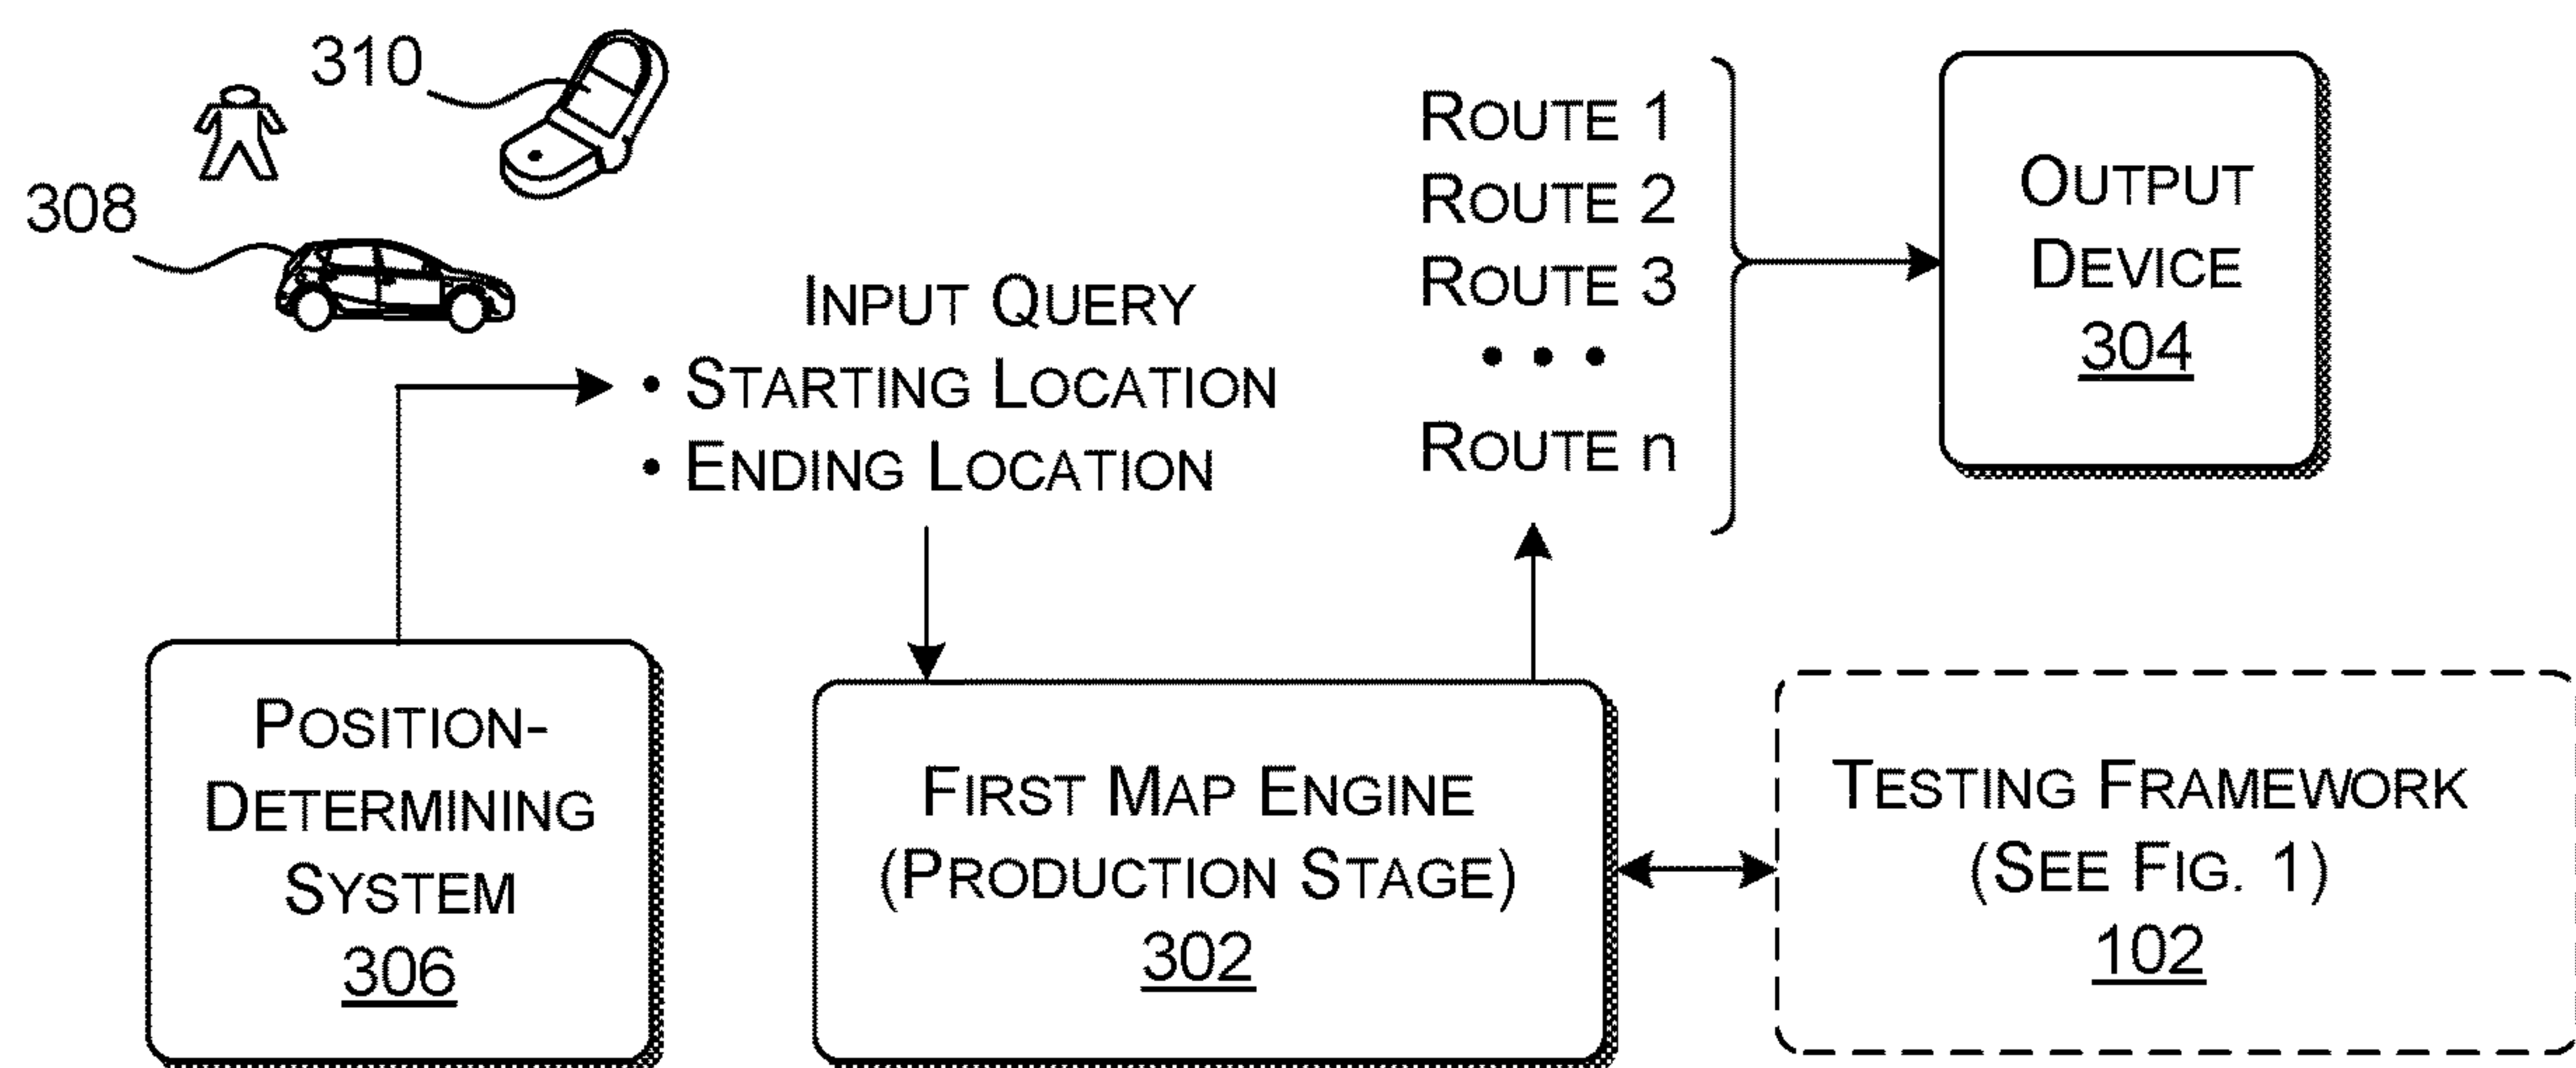 310
308
INPUT QUERY
• STARTING LOCATION
• ENDING LOCATION
ROUTE 1
ROUTE 2
ROUTE 3
• • •
ROUTE n
OUTPUT
DEVICE
304
POSITION-
DETERMINING
SYSTEM
306
FIRST MAP ENGINE
(PRODUCTION STAGE)
302
TESTING FRAMEWORK
(SEE FIG. 1)
102